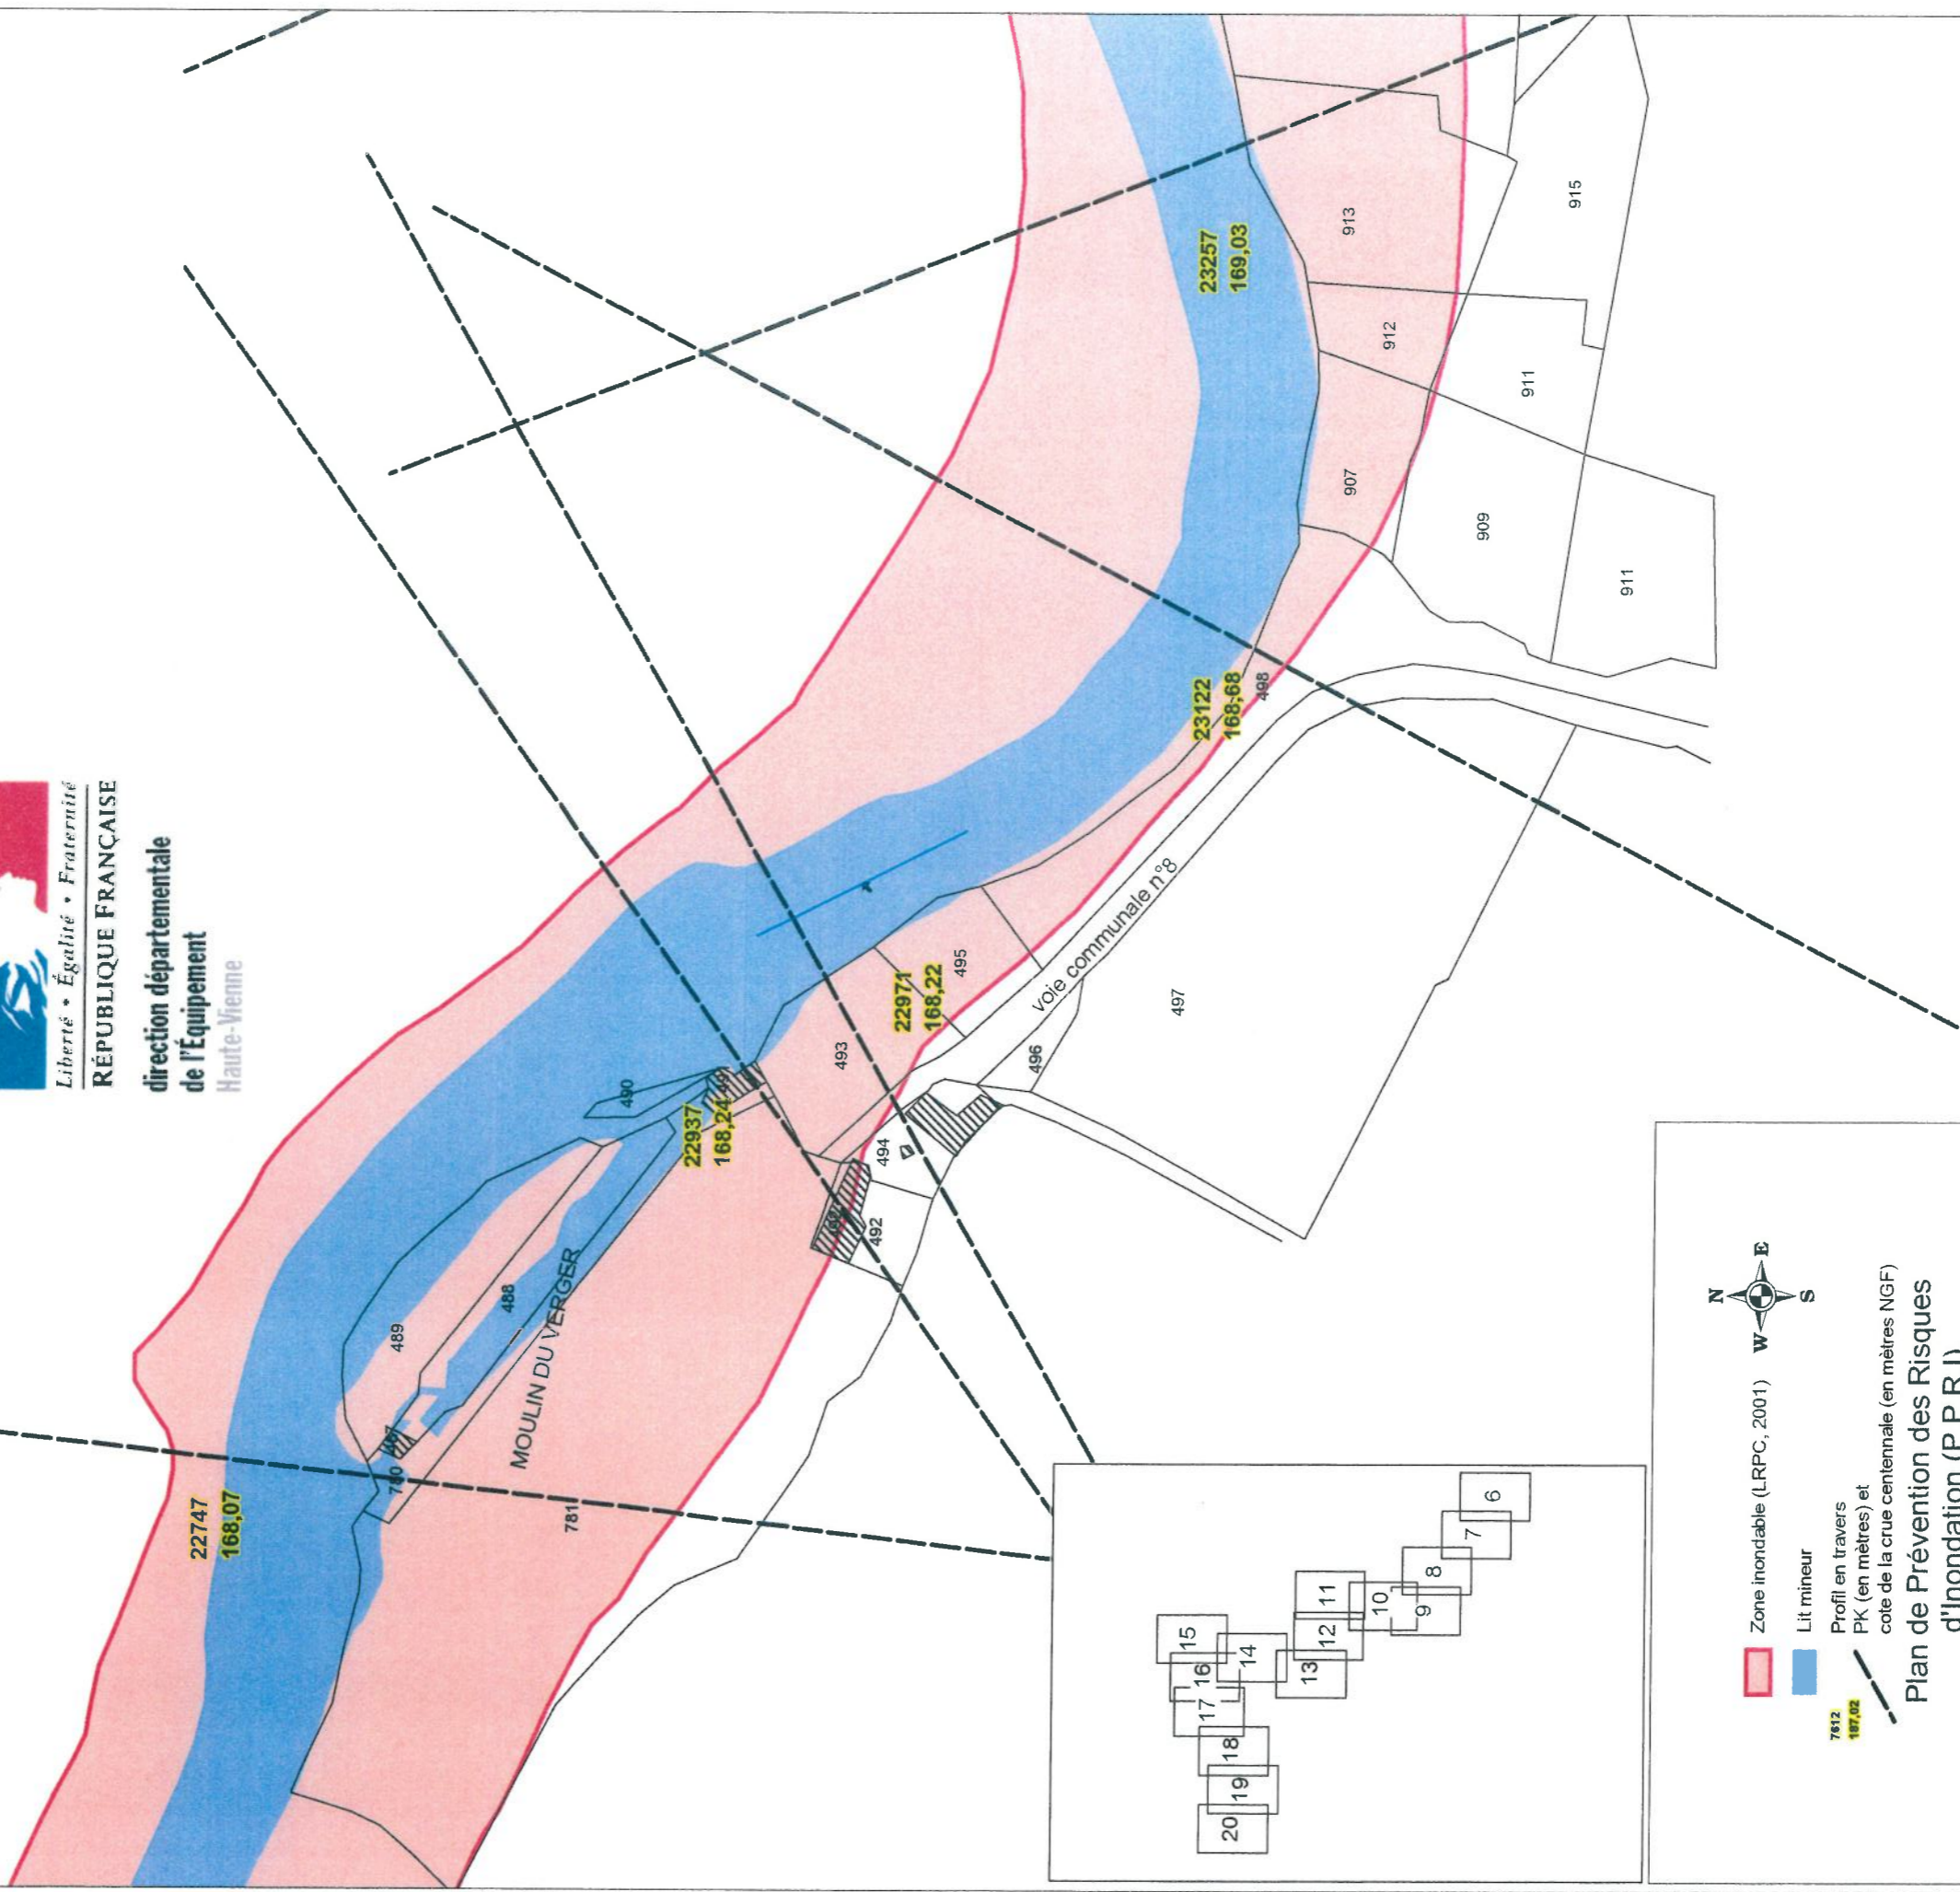 Liberté • Égalité • Fraternité
RÉPUBLIQUE FRANÇAISE
direction départementale
de l'Équipement
Haute-Vienne
22747
168,07
780
781
489
488
MOULIN DU VERGER
490
22937
168,24
493
492
494
22971
168,22
495
496
voie communale n°8
497
23122
168,68
498
23257
169,03
907
909
911
911
912
913
915
20
19
18
17
16
15
14
13
12
11
10
9
8
7
6
N
W
E
S
Zone inondable (LRPC, 2001)
Lit mineur
7612
187,02
Profil en travers
PK (en mètres) et
cote de la crue centennale (en mètres NGF)
Plan de Prévention des Risques
d'Inondation (P.P.R.I)